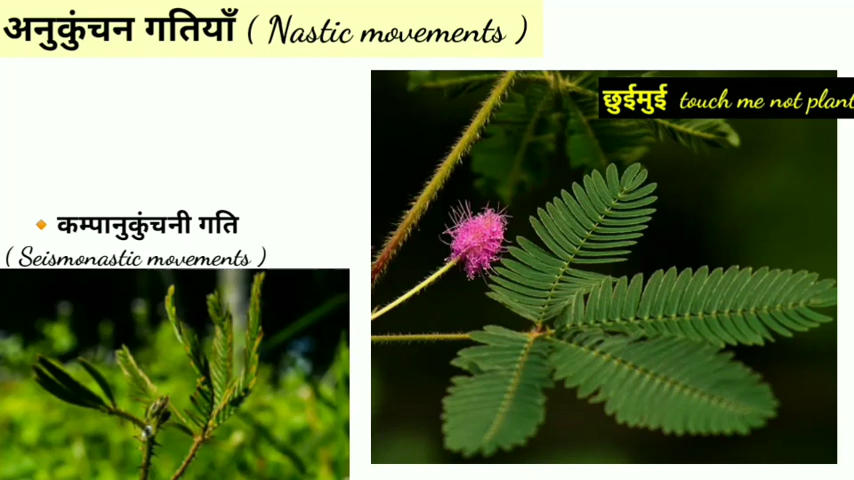 अनुकुंचन गतियाँ ( Nastic movements )
छुईमुई touch me not plant
🔸 कम्पानुकुंचनी गति
( Seismonastic movements )